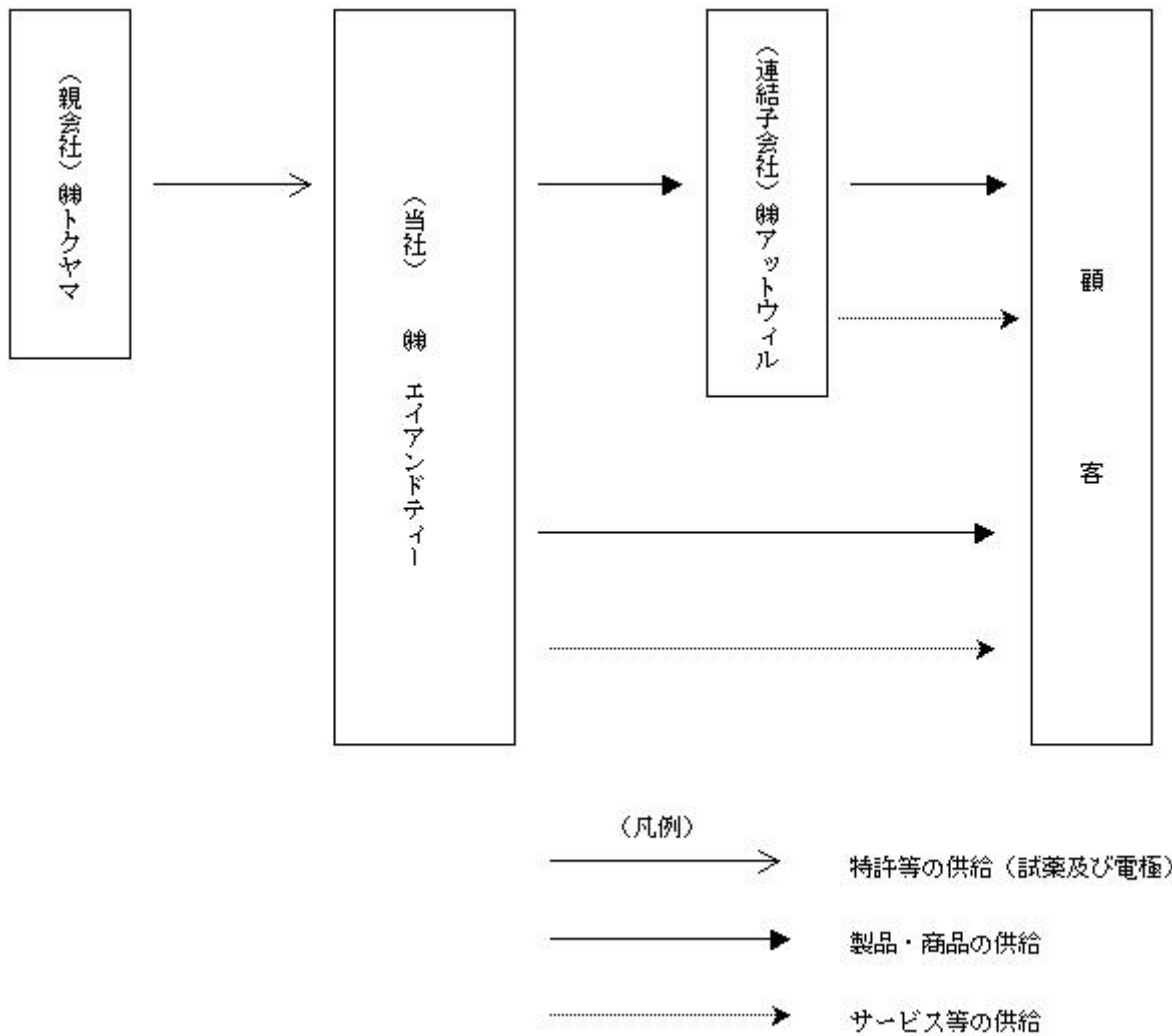 （親会社）㈱トクヤマ
（当社）　㈱　エイアンドティー
（連結子会社）㈱アットウィル
顧客
（凡例）
特許等の供給（試薬及び電極）
製品・商品の供給
サービス等の供給